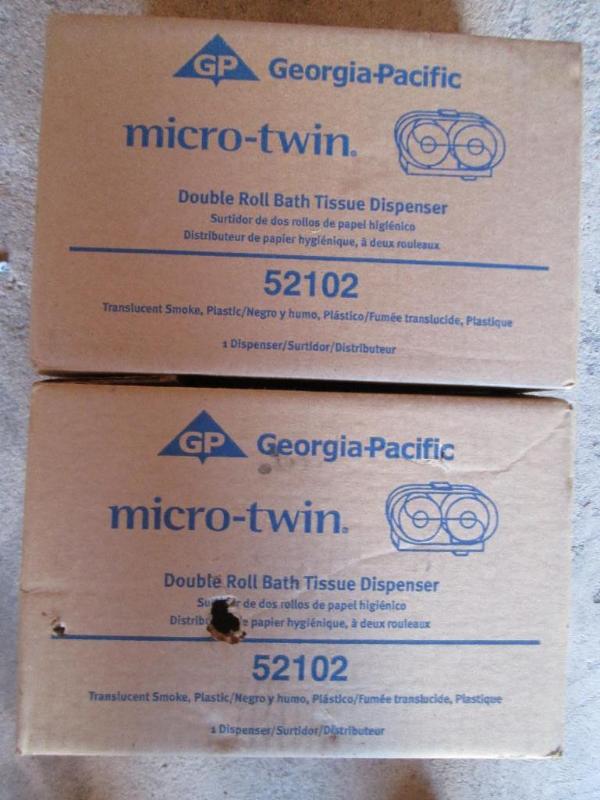 GP Georgia-Pacific
micro-twin®
Double Roll Bath Tissue Dispenser
Surtidor de dos rollos de papel higiénico
Distributeur de papier hygiénique, à deux rouleaux
52102
Translucent Smoke, Plastic/Negro y humo, Plástico/Fumée translucide, Plastique
1 Dispenser/Surtidor/Distributeur
GP Georgia-Pacific
micro-twin®
Double Roll Bath Tissue Dispenser
de dos rollos de papel higiénico
papier hygiénique, à deux rouleaux
52102
Translucent Smoke, Plastic/Negro y humo, Plástico/Fumée translucide, Plastique
1 Dispenser/Surtidor/Distributeur